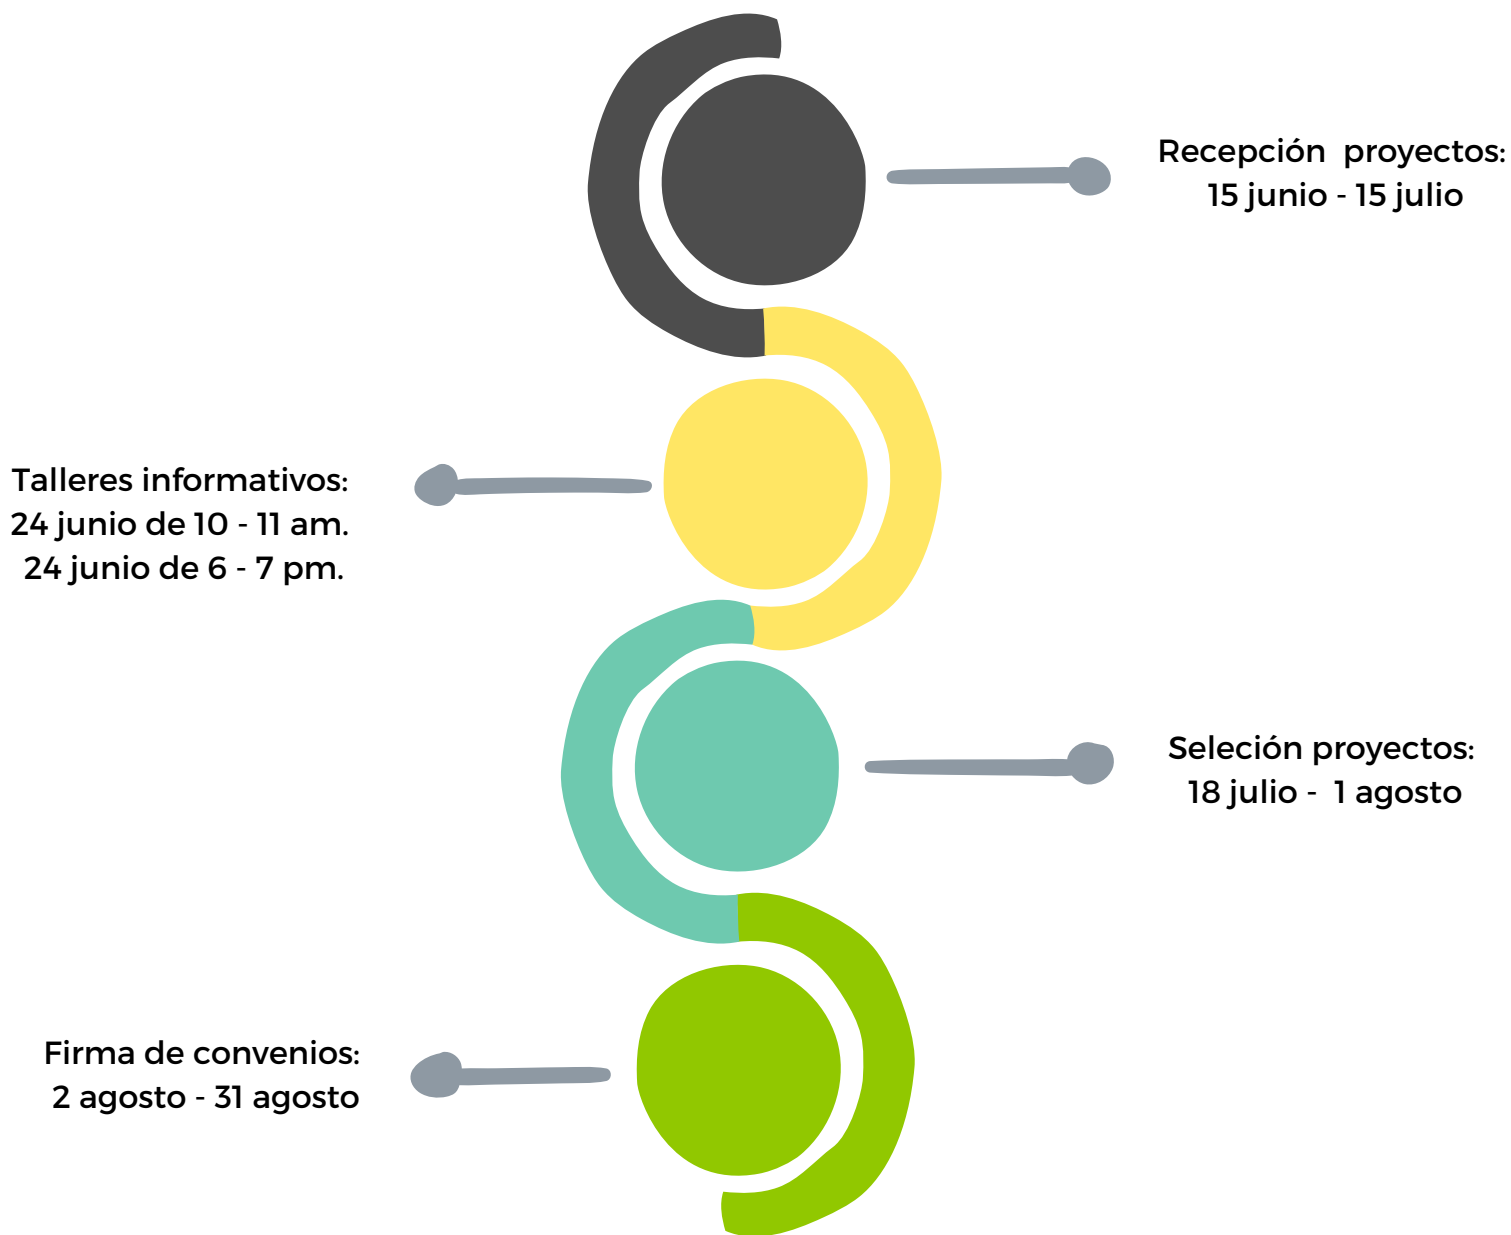 Recepción proyectos:
15 junio - 15 julio
Talleres informativos:
24 junio de 10 - 11 am.
24 junio de 6 - 7 pm.
Seleción proyectos:
18 julio - 1 agosto
Firma de convenios:
2 agosto - 31 agosto